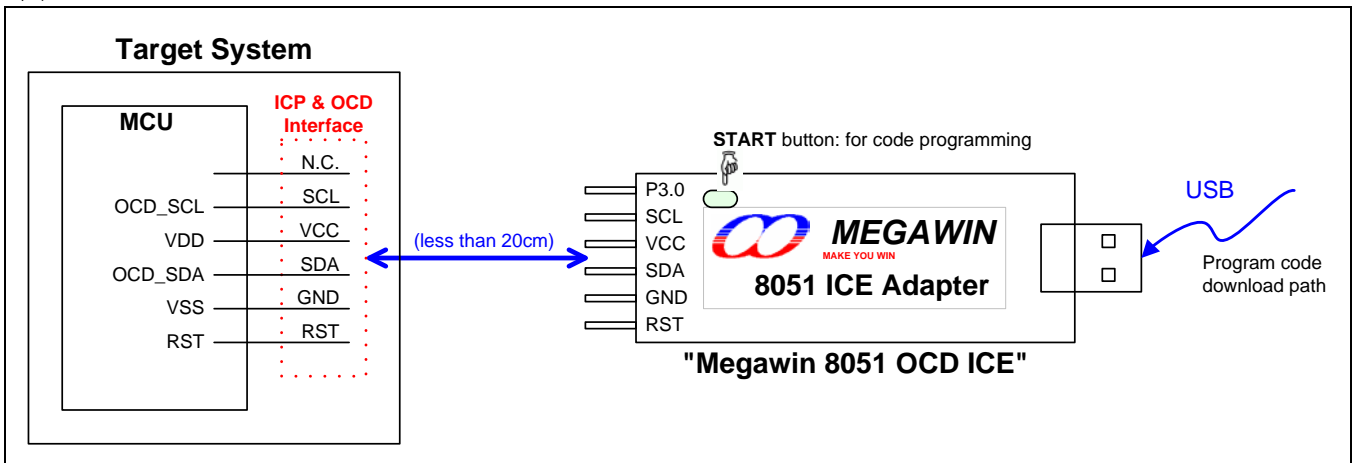 Target System
MCU
ICP & OCD
Interface
N.C.
OCD_SCL
SCL
VDD
VCC
OCD_SDA
SDA
VSS
GND
RST
RST
(less than 20cm)
START button: for code programming
P3.0
SCL
VCC
SDA
GND
RST
MEGAWIN
MAKE YOU WIN
8051 ICE Adapter
"Megawin 8051 OCD ICE"
USB
Program code
download path